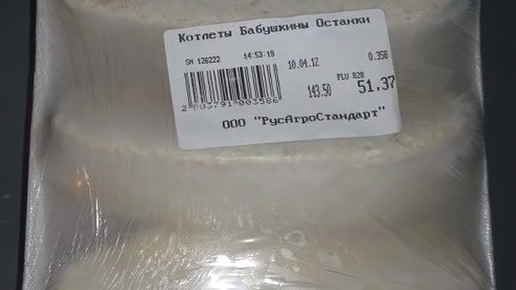 Котлеты Бабушкины Останки
SN 126222 14:53:19 10.04.12 0.358
PLU 828
143.50 51.37
2 003791 003586
ООО "РусАгроСтандарт"